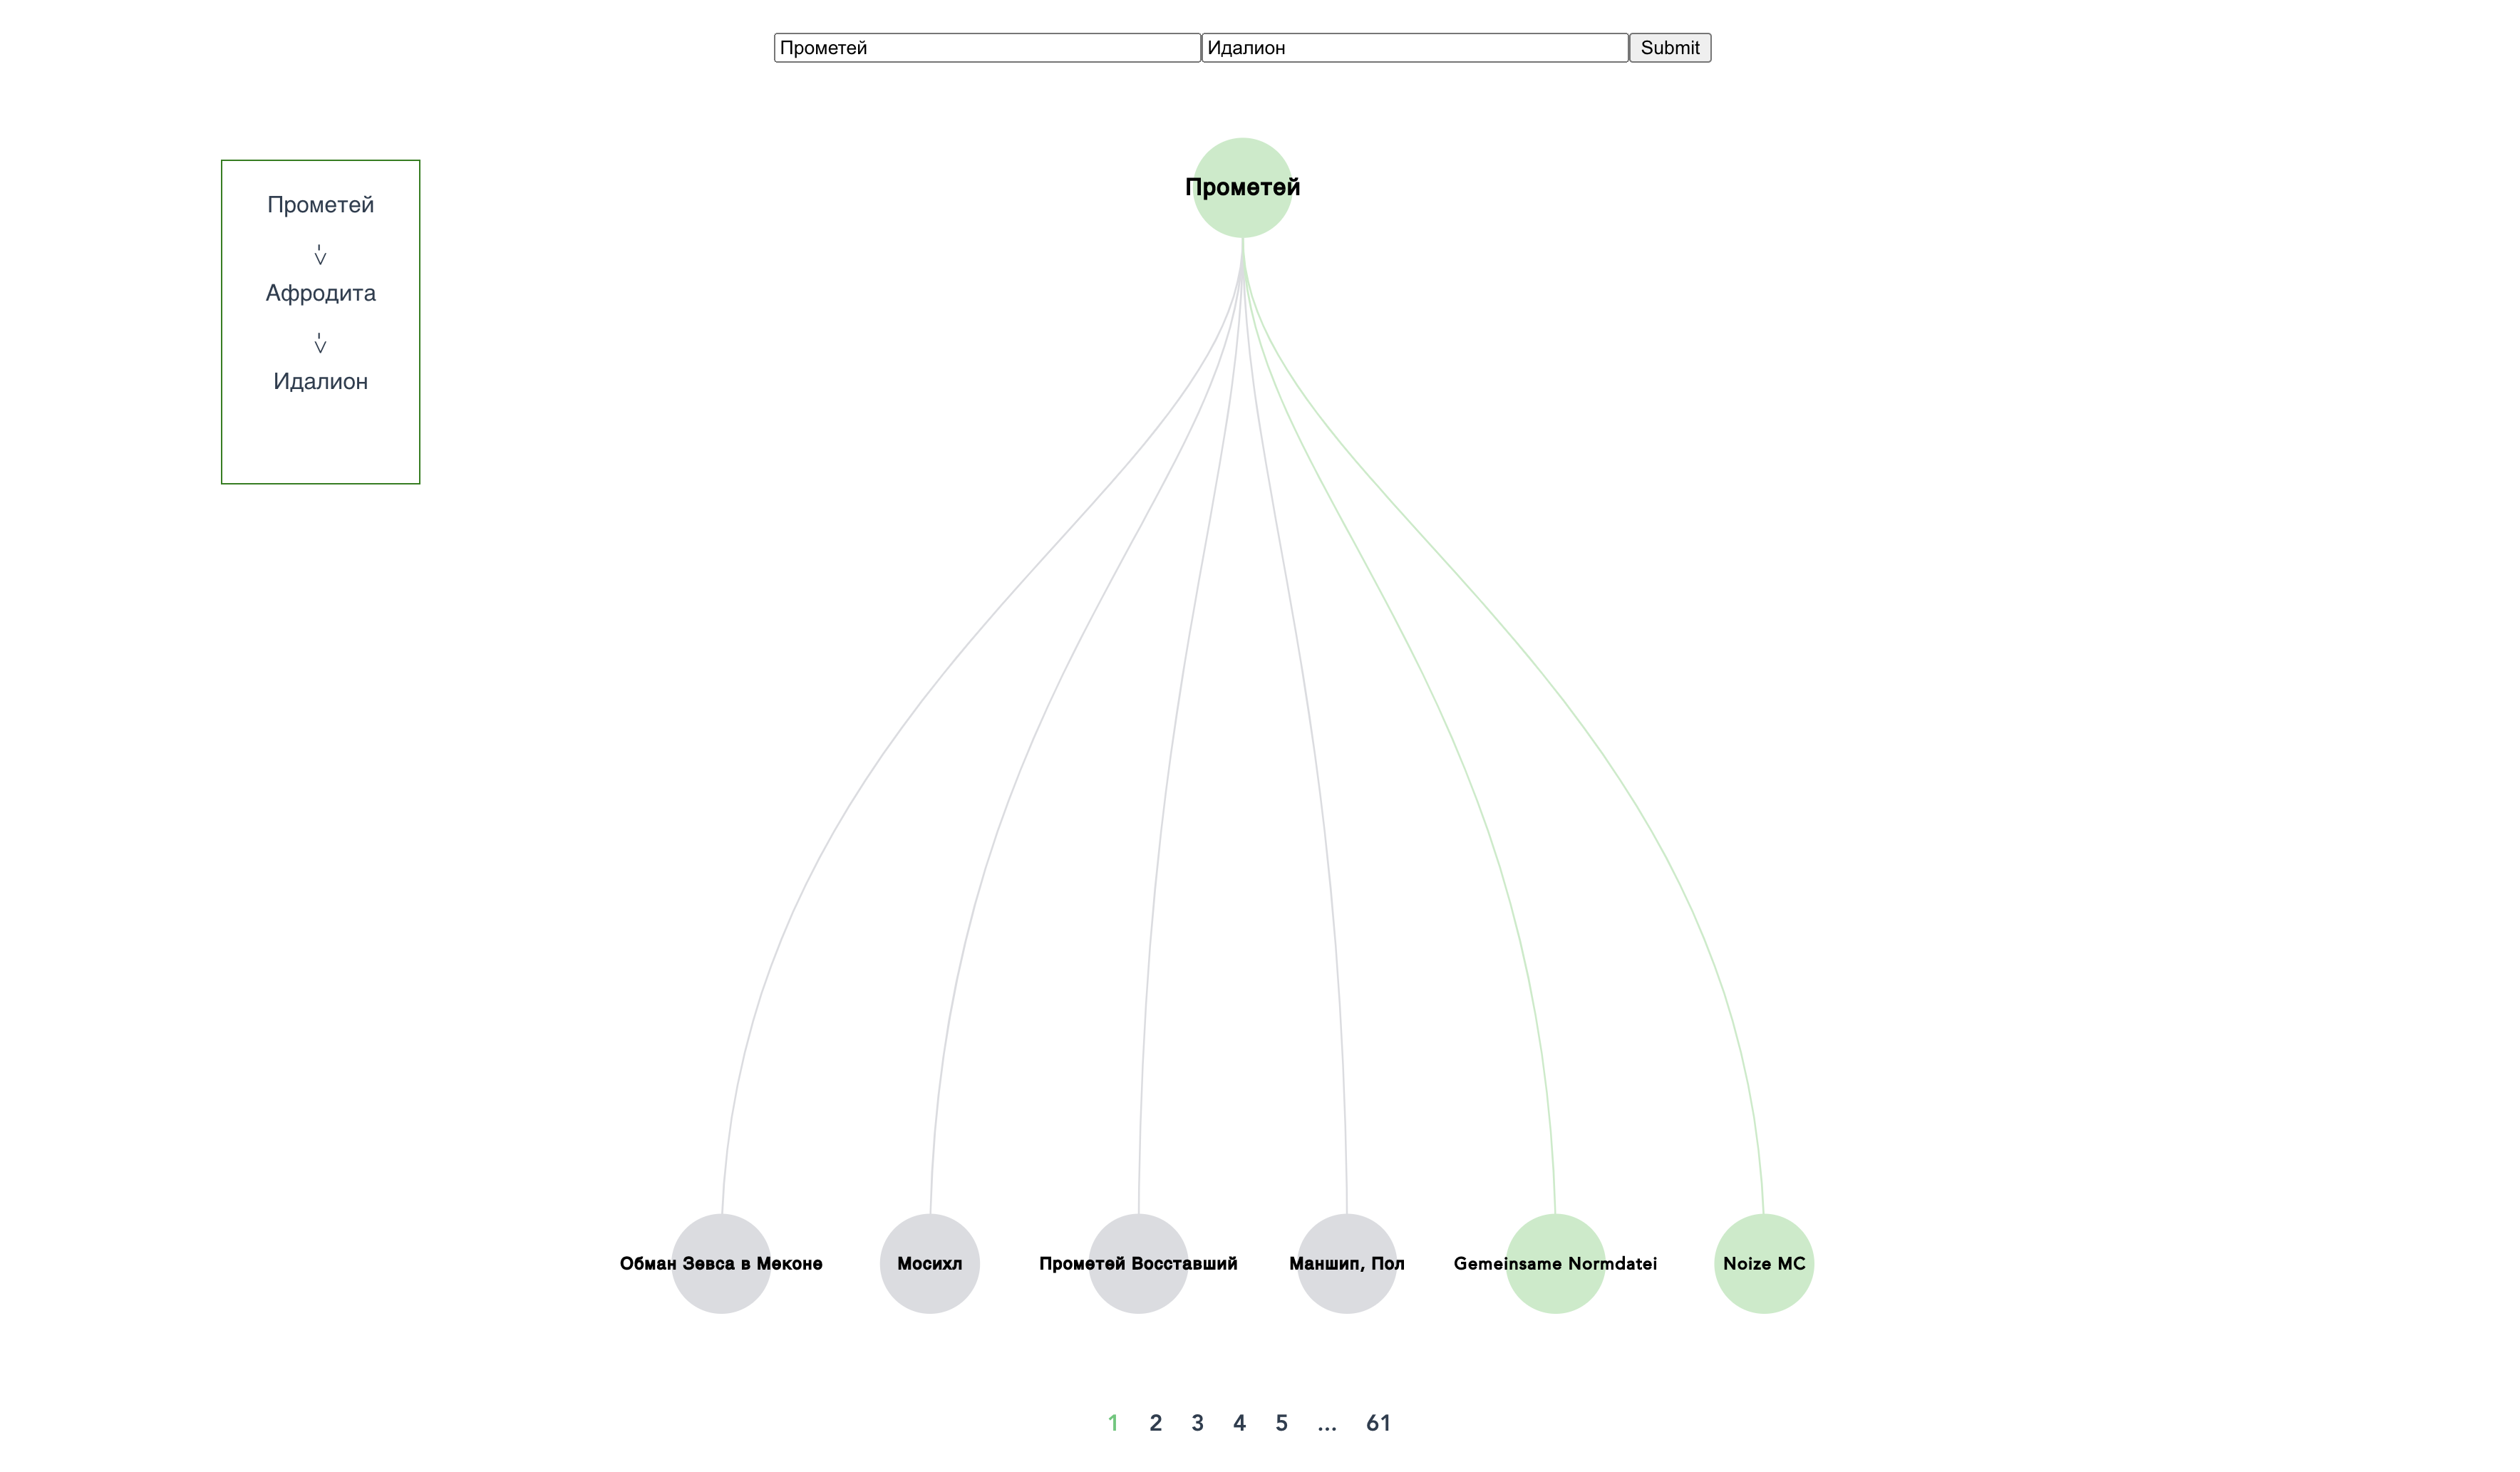 Прометей Идалион Submit
Прометей
Прометей
Афродита
Идалион
Обман Зевса в Меконе Мосихл Прометей Восставший Маншип, Пол Gemeinsame Normdatei Noize MC
1 2 3 4 5 ... 61